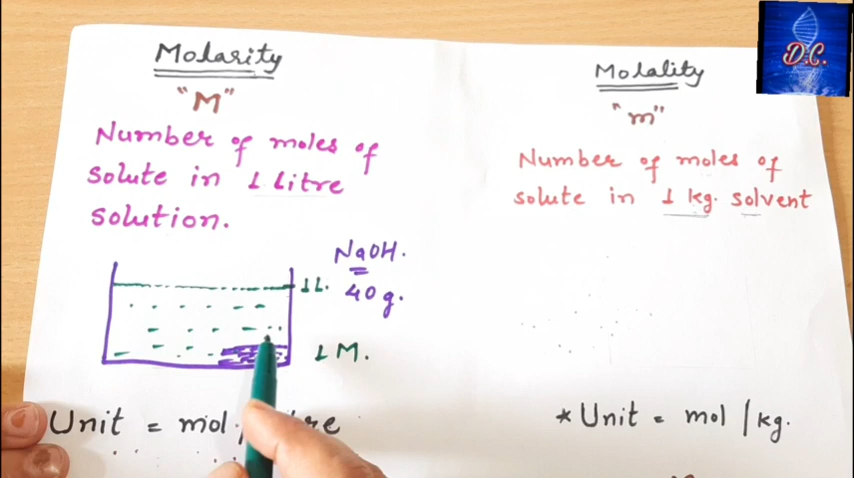 Molarity
"M"
Number of moles of
solute in 1 Litre
solution.
NaOH.
1L.
40g.
1 M.
Unit = mol
Molality
"m"
Number of moles of
solute in 1 kg. solvent
* Unit = mol / kg.
D.C.